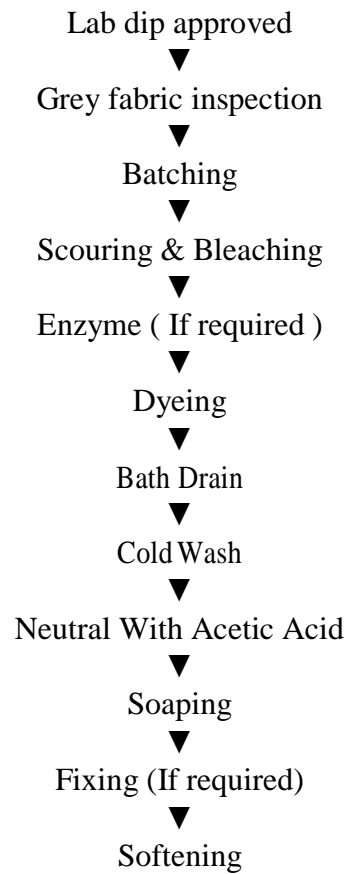 Lab dip approved
Grey fabric inspection
Batching
Scouring & Bleaching
Enzyme ( If required )
Dyeing
Bath Drain
Cold Wash
Neutral With Acetic Acid
Soaping
Fixing (If required)
Softening